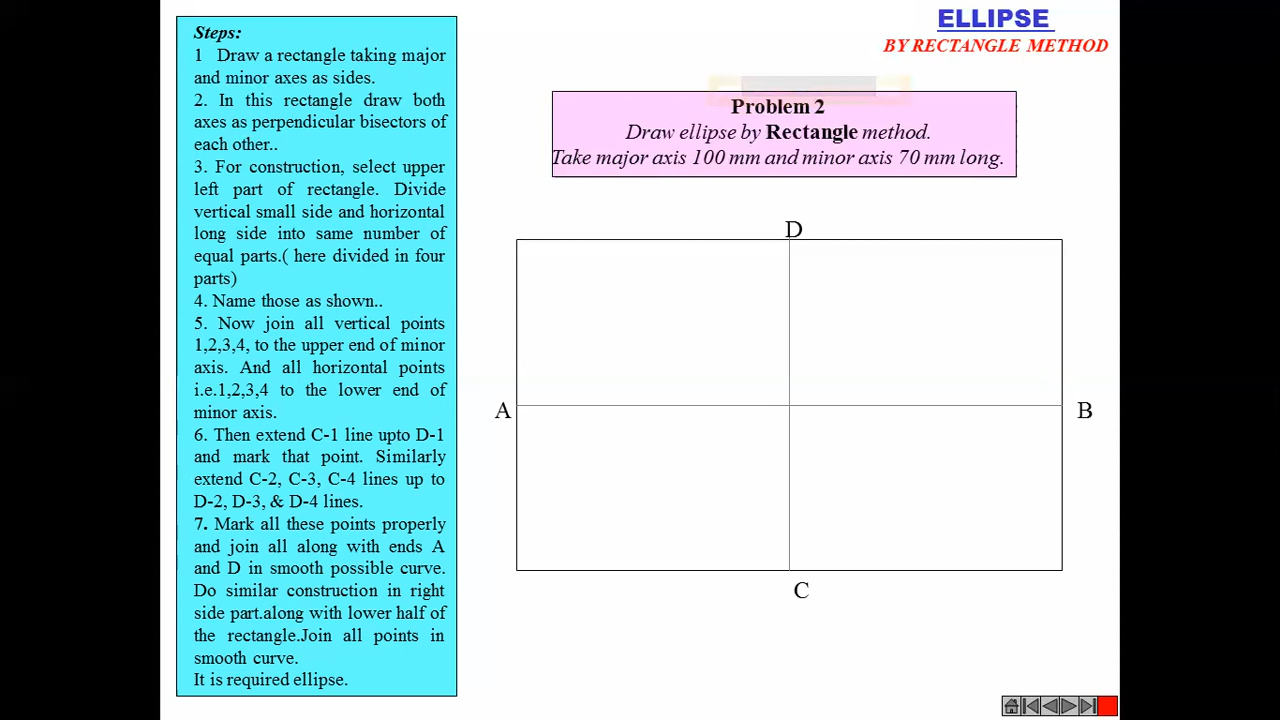 Steps:
1 Draw a rectangle taking major
and minor axes as sides.
2. In this rectangle draw both
axes as perpendicular bisectors of
each other..
3. For construction, select upper
left part of rectangle. Divide
vertical small side and horizontal
long side into same number of
equal parts.( here divided in four
parts)
4. Name those as shown..
5. Now join all vertical points
1,2,3,4, to the upper end of minor
axis. And all horizontal points
i.e.1,2,3,4 to the lower end of
minor axis.
6. Then extend C-1 line upto D-1
and mark that point. Similarly
extend C-2, C-3, C-4 lines up to
D-2, D-3, & D-4 lines.
7. Mark all these points properly
and join all along with ends A
and D in smooth possible curve.
Do similar construction in right
side part.along with lower half of
the rectangle.Join all points in
smooth curve.
It is required ellipse.
ELLIPSE
BY RECTANGLE METHOD
Problem 2
Draw ellipse by Rectangle method.
Take major axis 100 mm and minor axis 70 mm long.
D
A
B
C